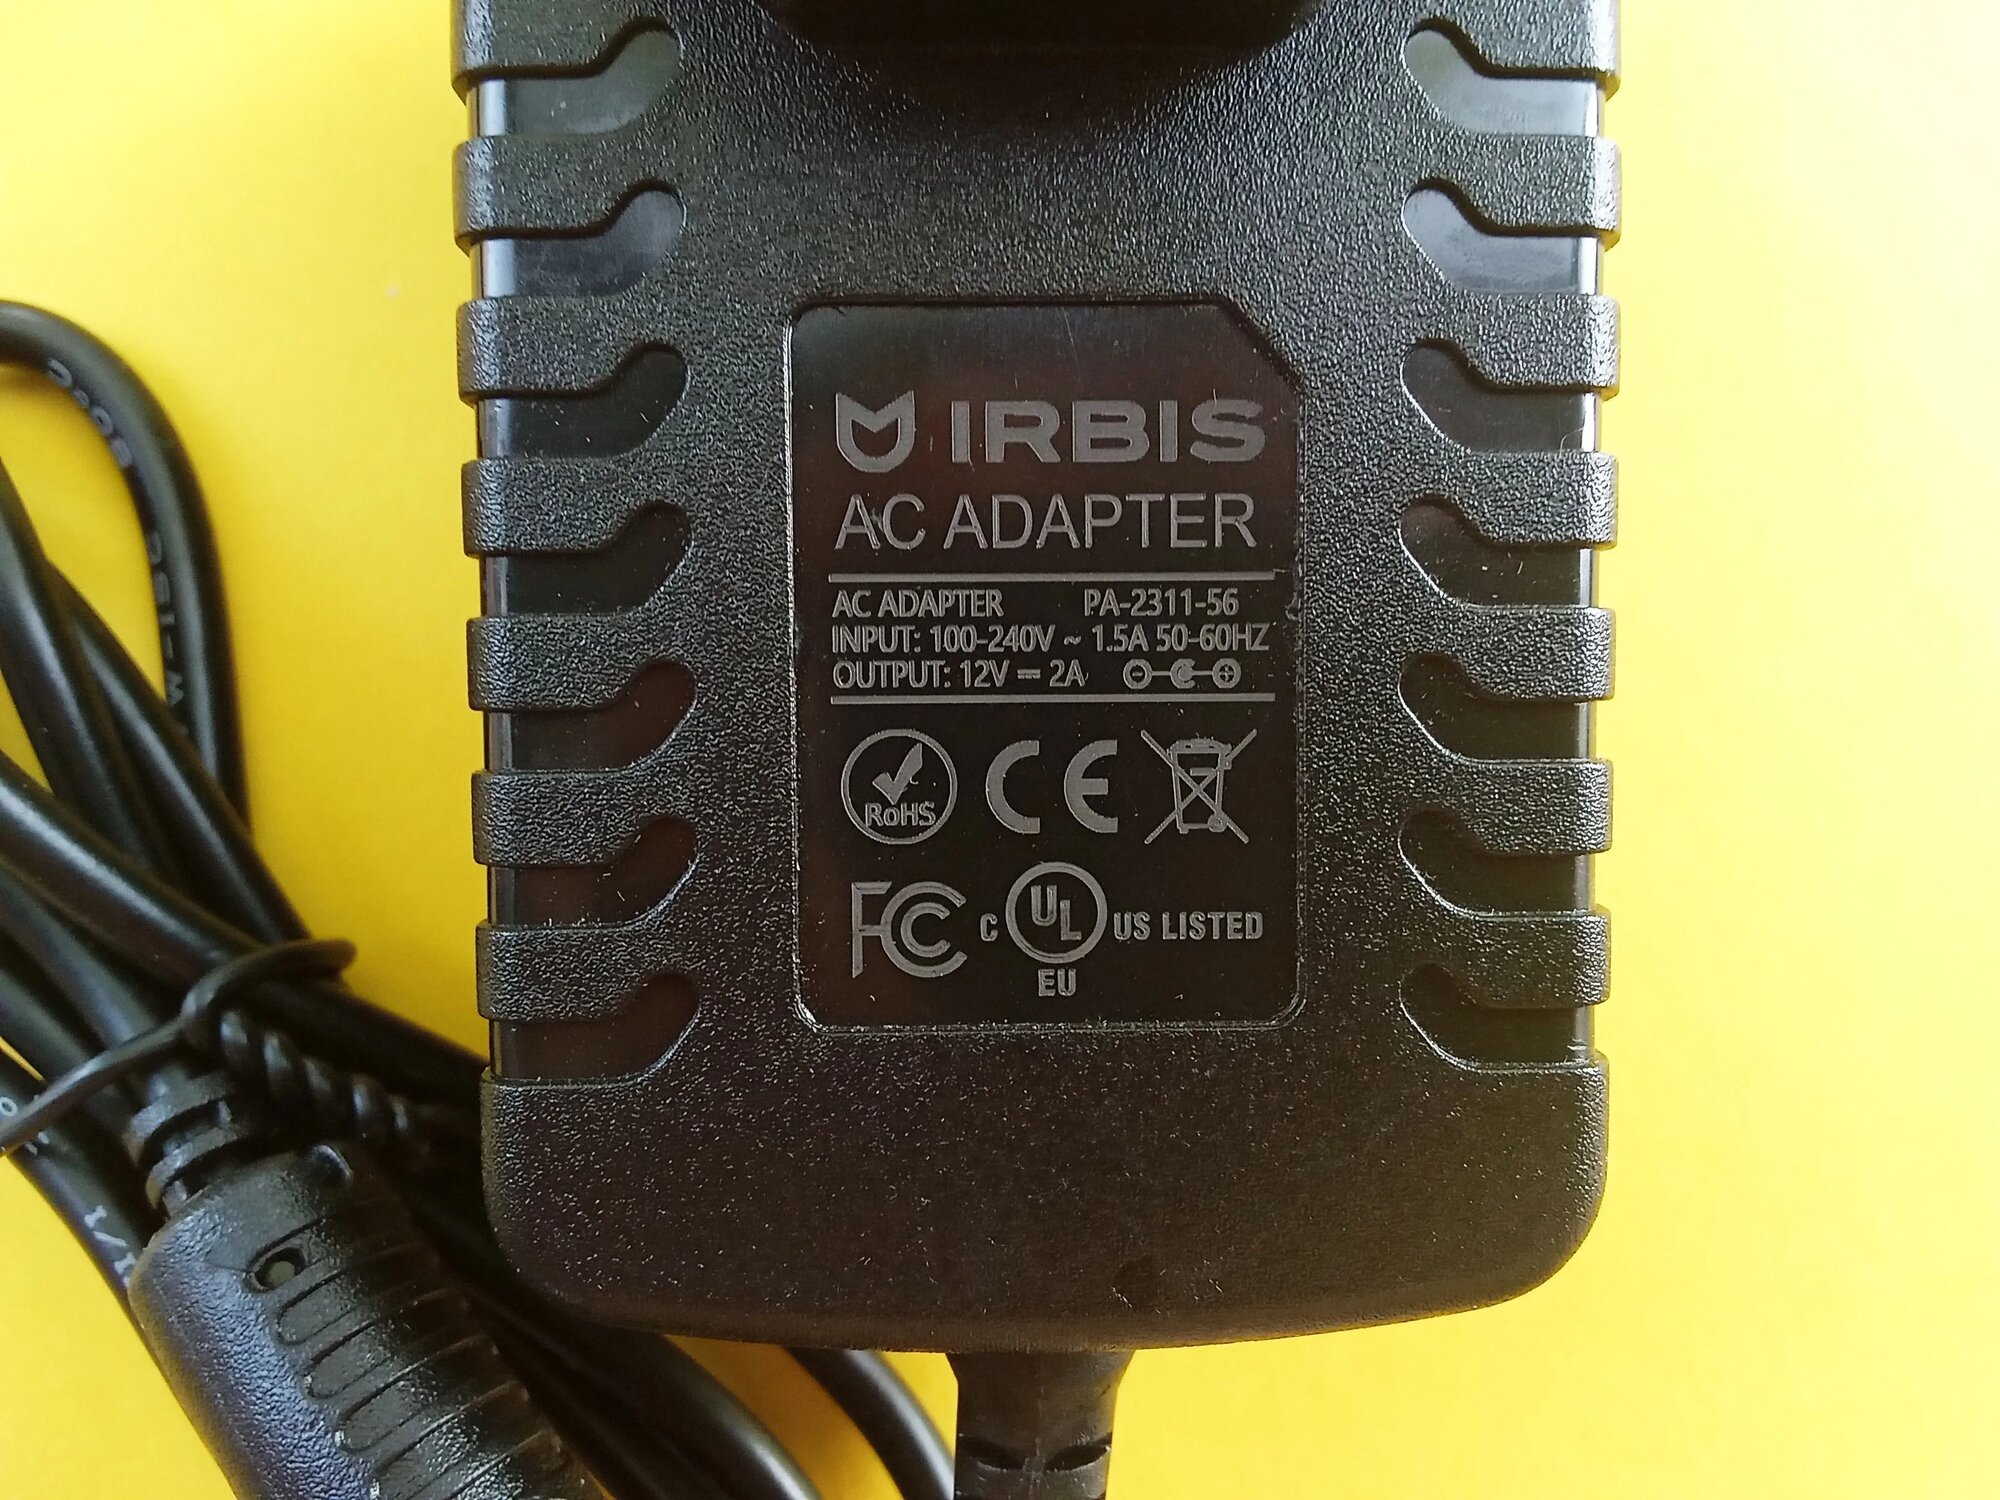 IRBIS
AC ADAPTER
AC ADAPTER PA-2311-56
INPUT: 100-240V ~ 1.5A 50-60HZ
OUTPUT: 12V ⎓ 2A
RoHS CE
FC C UL US LISTED
EU